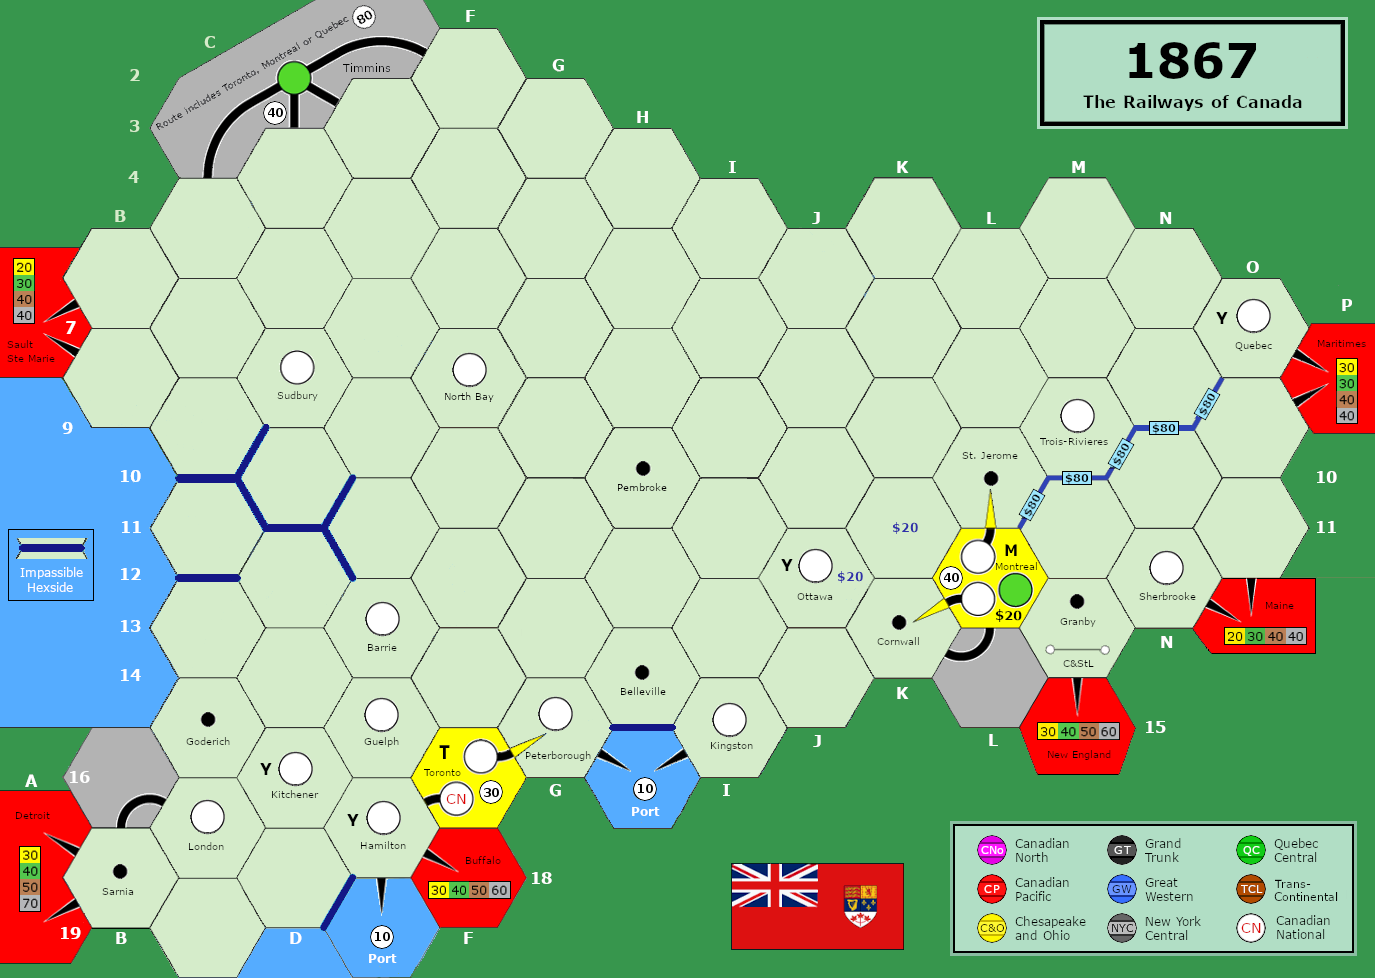 1867
The Railways of Canada
C
F
G
H
I
J
K
L
M
N
O
P
B
2
3
4
Route includes Toronto, Montreal or Quebec
80
Timmins
40
20
30
40
40
7
Sault
Ste Marie
9
10
11
12
13
14
Impassible
Hexside
Sudbury
North Bay
Pembroke
Y
Quebec
Maritimes
30
30
40
40
Trois-Rivieres
$80
$80
$80
$80
$80
St. Jerome
10
11
$20
Y
Ottawa
$20
M
Montreal
40
$20
Cornwall
Granby
C&StL
Sherbrooke
Maine
20 30 40 40
N
Barrie
Belleville
Goderich
Guelph
Peterborough
Kingston
J
K
L
30 40 50 60
New England
15
16
A
Y
Kitchener
T
Toronto
CN
30
G
10
Port
I
Detroit
30
40
50
70
London
Y
Hamilton
Sarnia
Buffalo
30 40 50 60
18
19
B
D
F
10
Port
CNo
Canadian
North
GT
Grand
Trunk
QC
Quebec
Central
CP
Canadian
Pacific
GW
Great
Western
TCL
Trans-
Continental
C&O
Chesapeake
and Ohio
NYC
New York
Central
CN
Canadian
National